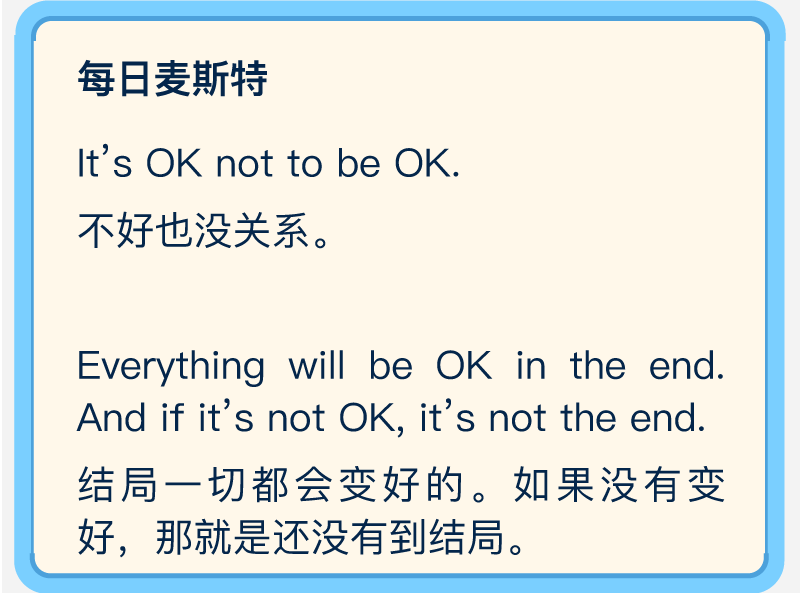 每日麦斯特
It’s OK not to be OK.
不好也没关系。
Everything will be OK in the end.
And if it’s not OK, it’s not the end.
结局一切都会变好的。如果没有变
好，那就是还没有到结局。